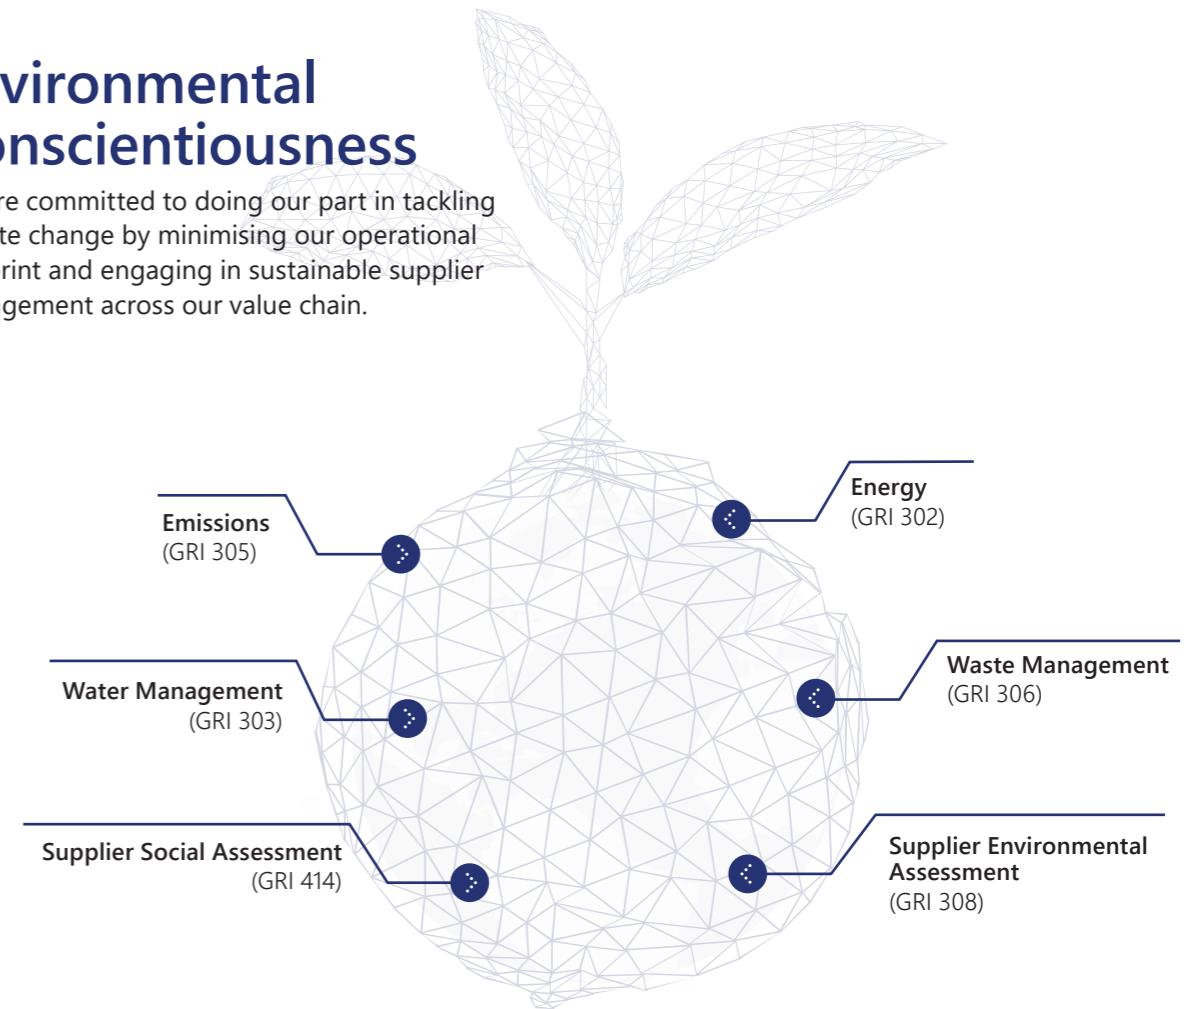 vironmental
onscientiousness
re committed to doing our part in tackling
te change by minimising our operational
rint and engaging in sustainable supplier
gement across our value chain.
Emissions
(GRI 305)
Energy
(GRI 302)
Water Management
(GRI 303)
Waste Management
(GRI 306)
Supplier Social Assessment
(GRI 414)
Supplier Environmental
Assessment
(GRI 308)